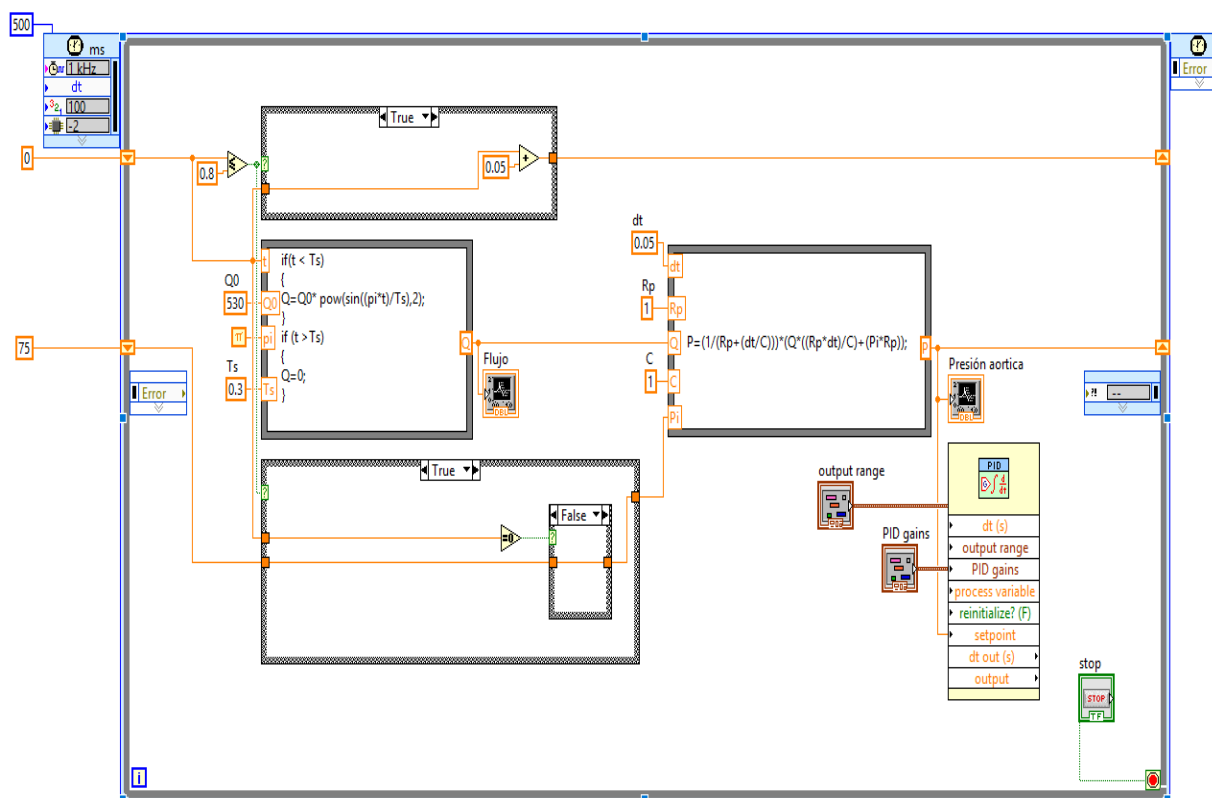 500
ms
1 kHz
dt
100
-2
Error
0
0.8
True
0.05
+
dt
0.05
Q0
530
π
Ts
0.3
t
Q0
pi
Ts
if(t < Ts)
{
Q=Q0* pow(sin((pi*t)/Ts),2);
}
if (t >Ts)
{
Q=0;
}
Q
Flujo
DBL
Rp
1
C
1
dt
Rp
Q
C
Pi
P=(1/(Rp+(dt/C)))*(Q*((Rp*dt)/C)+(Pi*Rp));
P
Presión aortica
DBL
75
Error
?!
--
True
?
=0
False
?
output range
PID gains
PID
dt (s)
output range
PID gains
process variable
reinitialize? (F)
setpoint
dt out (s)
output
stop
STOP
TF
i